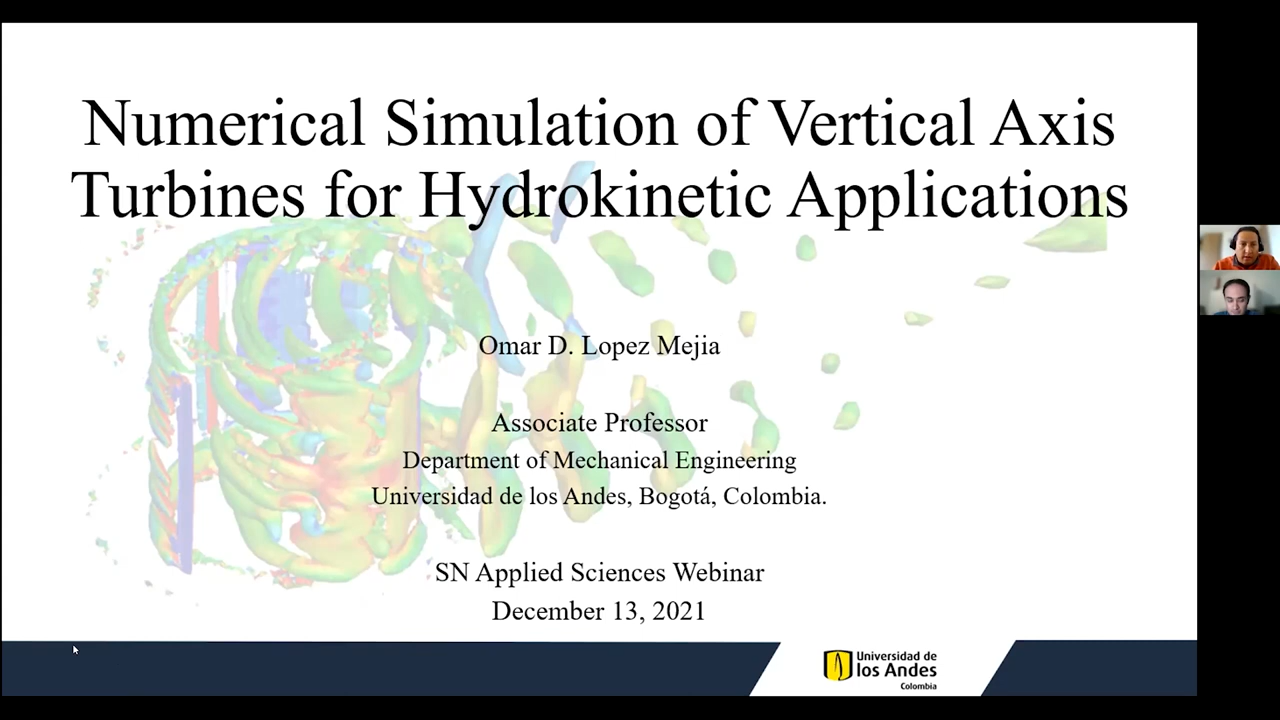 Numerical Simulation of Vertical Axis
Turbines for Hydrokinetic Applications
Omar D. Lopez Mejia
Associate Professor
Department of Mechanical Engineering
Universidad de los Andes, Bogotá, Colombia.
SN Applied Sciences Webinar
December 13, 2021
Universidad de
los Andes
Colombia